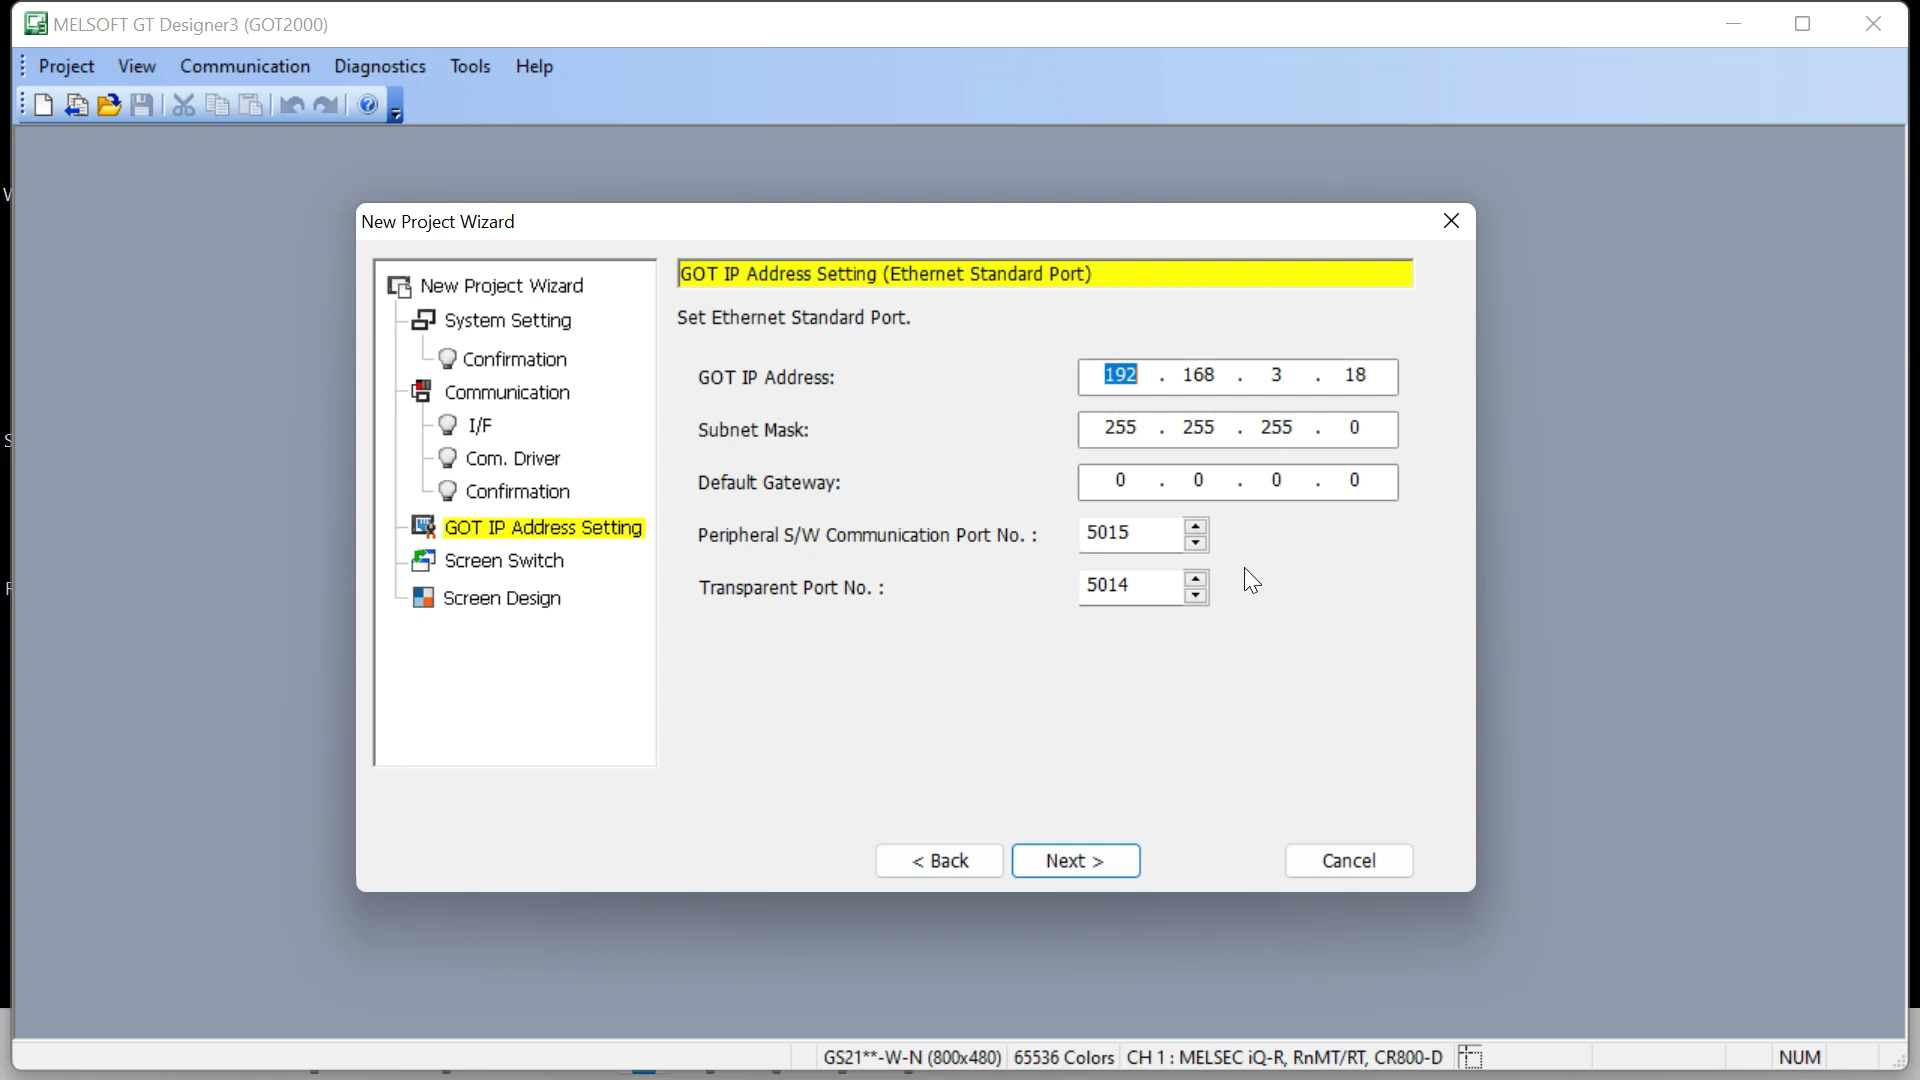 MELSOFT GT Designer3 (GOT2000)
Project View Communication Diagnostics Tools Help
New Project Wizard
New Project Wizard
System Setting
Confirmation
Communication
I/F
Com. Driver
Confirmation
GOT IP Address Setting
Screen Switch
Screen Design
GOT IP Address Setting (Ethernet Standard Port)
Set Ethernet Standard Port.
GOT IP Address: 192 . 168 . 3 . 18
Subnet Mask: 255 . 255 . 255 . 0
Default Gateway: 0 . 0 . 0 . 0
Peripheral S/W Communication Port No. : 5015
Transparent Port No. : 5014
< Back Next > Cancel
GS21**-W-N (800x480) 65536 Colors CH 1 : MELSEC iQ-R, RnMT/RT, CR800-D NUM